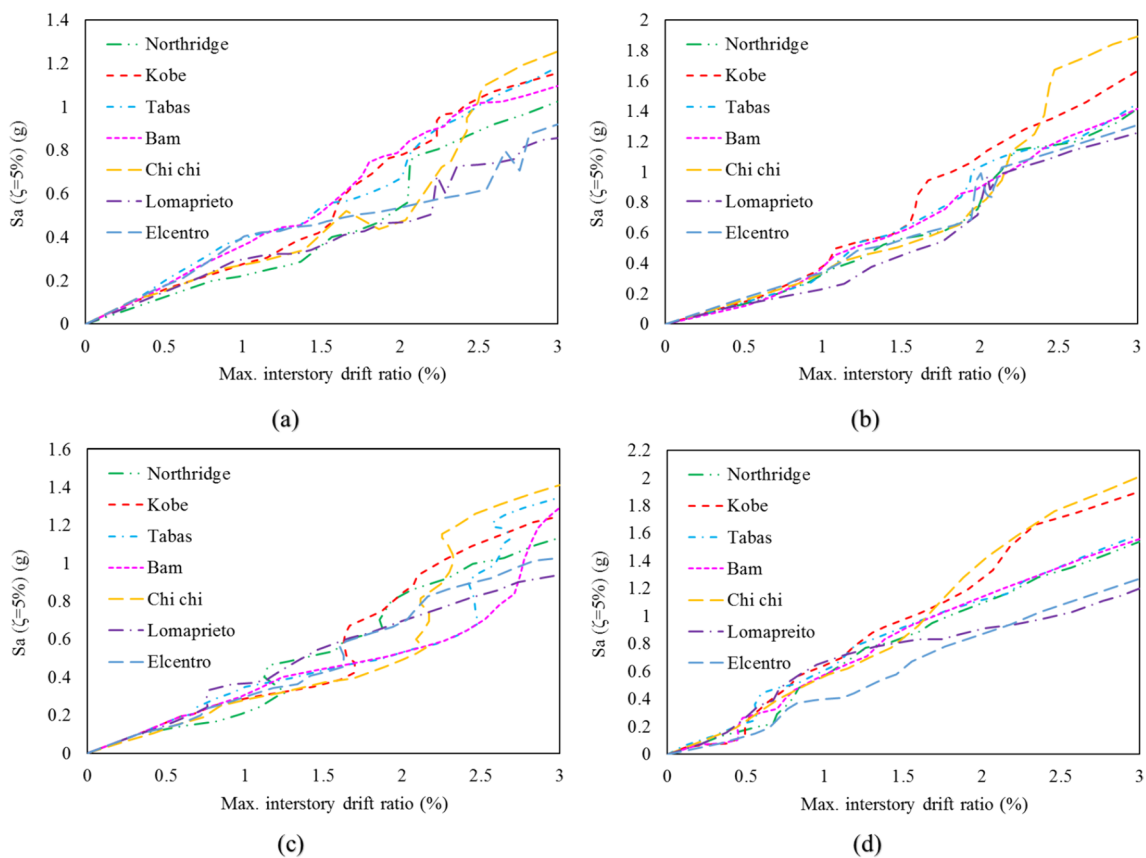 1.4
1.2
1
0.8
0.6
0.4
0.2
0
Sa (ζ=5%) (g)
Northridge
Kobe
Tabas
Bam
Chi chi
Lomaprieto
Elcentro
0 0.5 1 1.5 2 2.5 3
Max. interstory drift ratio (%)
(a)
2
1.8
1.6
1.4
1.2
1
0.8
0.6
0.4
0.2
0
Sa (ζ=5%) (g)
Northridge
Kobe
Tabas
Bam
Chi chi
Lomaprieto
Elcentro
0 0.5 1 1.5 2 2.5 3
Max. interstory drift ratio (%)
(b)
1.6
1.4
1.2
1
0.8
0.6
0.4
0.2
0
Sa (ζ=5%) (g)
Northridge
Kobe
Tabas
Bam
Chi chi
Lomaprieto
Elcentro
0 0.5 1 1.5 2 2.5 3
Max. interstory drift ratio (%)
(c)
2.2
2
1.8
1.6
1.4
1.2
1
0.8
0.6
0.4
0.2
0
Sa (ζ=5%) (g)
Northridge
Kobe
Tabas
Bam
Chi chi
Lomapreito
Elcentro
0 0.5 1 1.5 2 2.5 3
Max. interstory drift ratio (%)
(d)